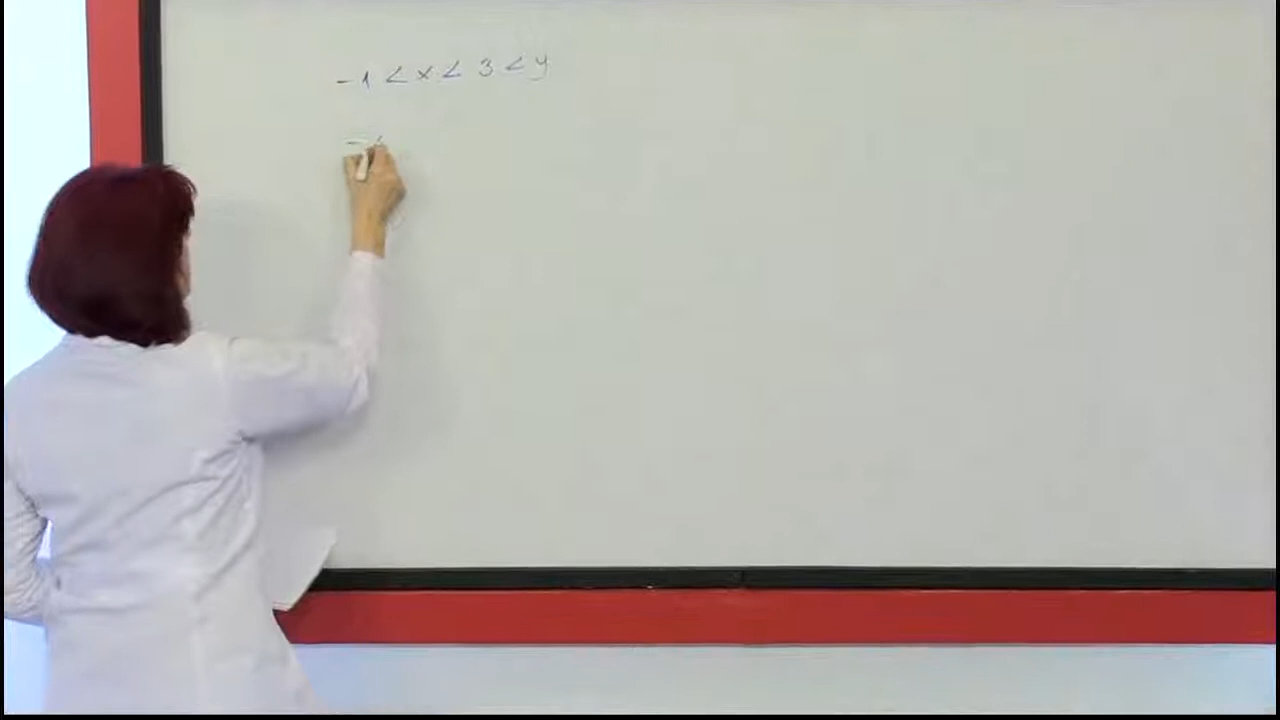 -1 < x < 3 < y
-